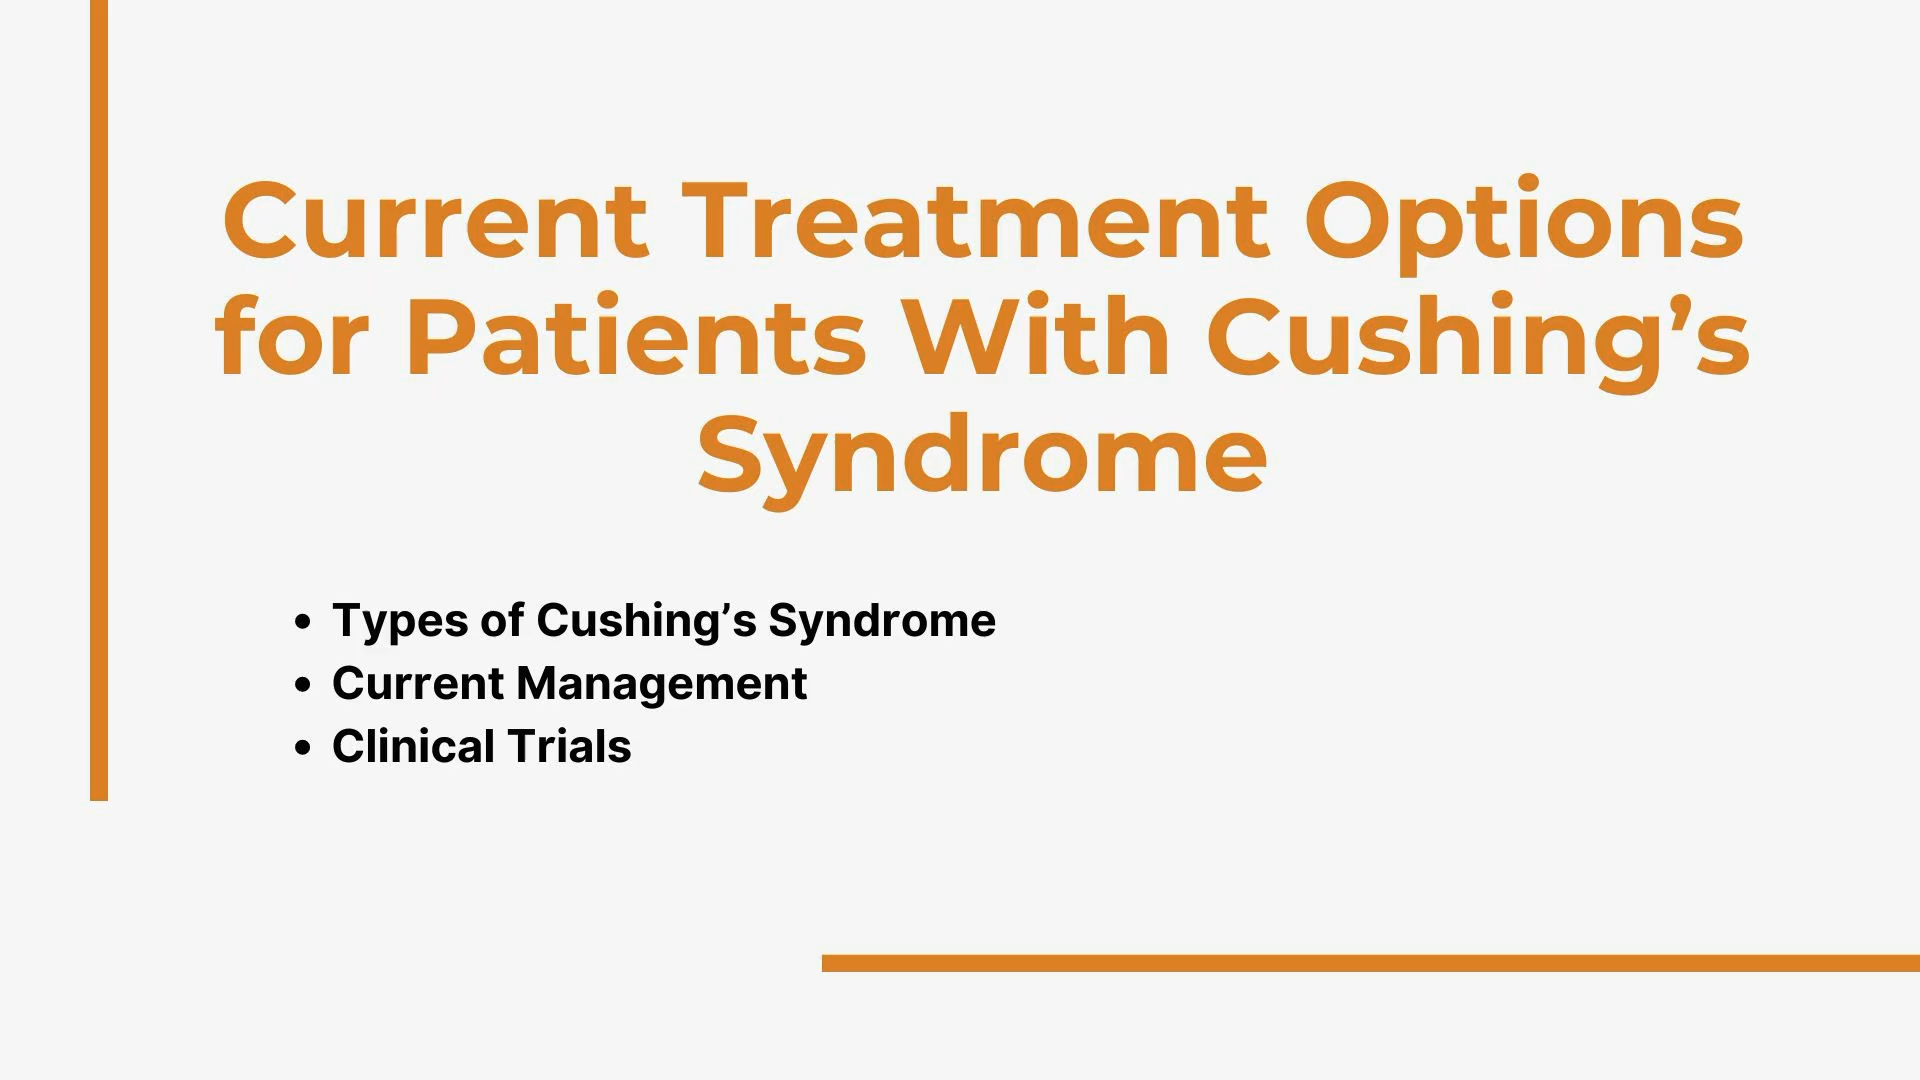 Current Treatment Options
for Patients With Cushing’s
Syndrome
• Types of Cushing’s Syndrome
• Current Management
• Clinical Trials